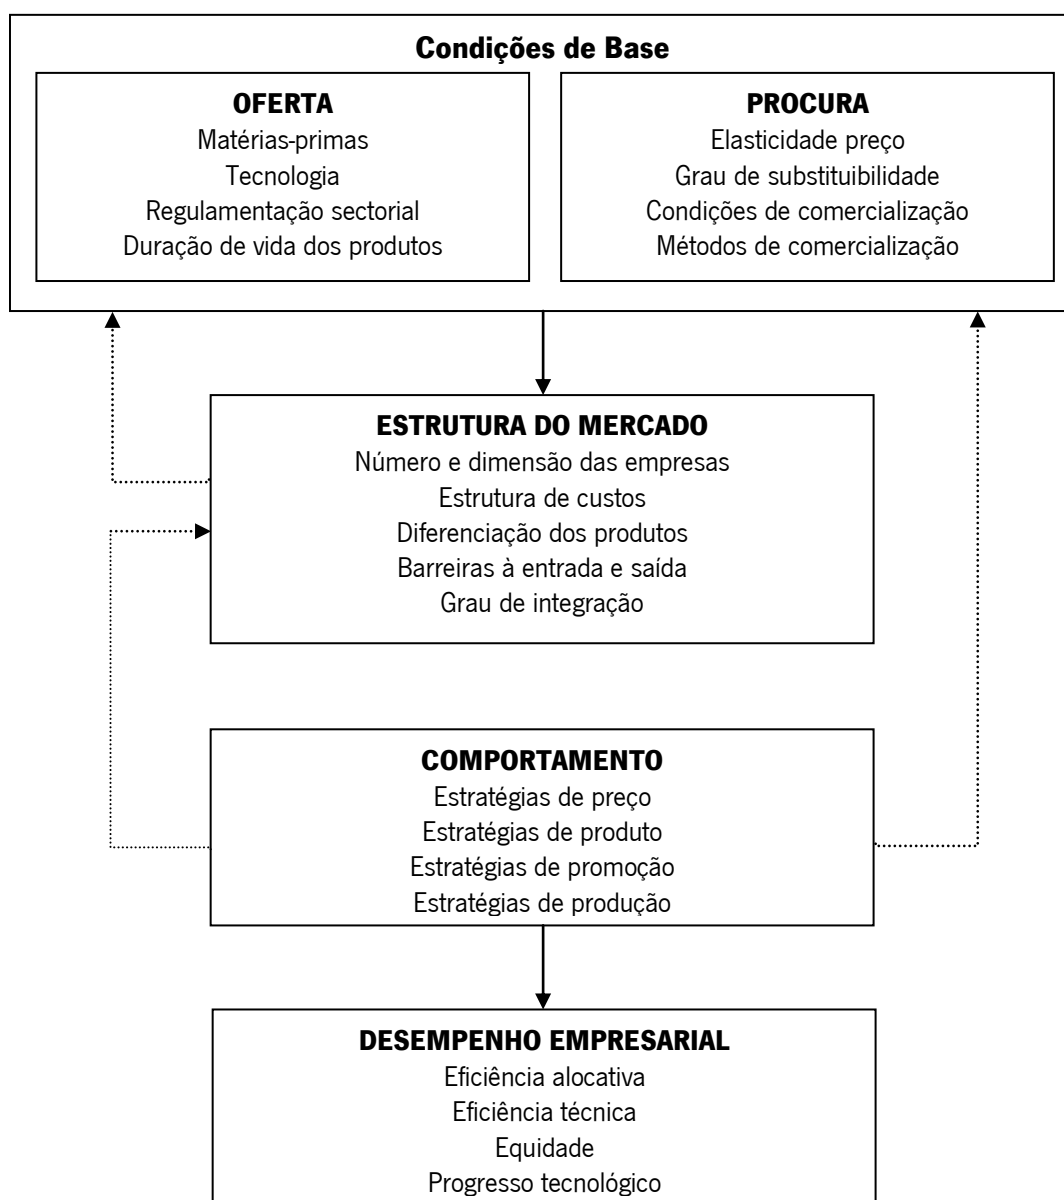 Condições de Base
OFERTA
Matérias-primas
Tecnologia
Regulamentação sectorial
Duração de vida dos produtos
PROCURA
Elasticidade preço
Grau de substituibilidade
Condições de comercialização
Métodos de comercialização
ESTRUTURA DO MERCADO
Número e dimensão das empresas
Estrutura de custos
Diferenciação dos produtos
Barreiras à entrada e saída
Grau de integração
COMPORTAMENTO
Estratégias de preço
Estratégias de produto
Estratégias de promoção
Estratégias de produção
DESEMPENHO EMPRESARIAL
Eficiência alocativa
Eficiência técnica
Equidade
Progresso tecnológico